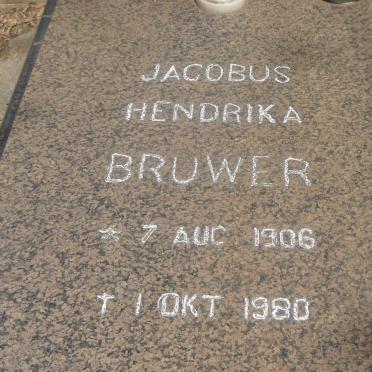 JACOBUS
HENDRIKA
BRUWER
* 7 AUG 1906
† 1 OKT 1980